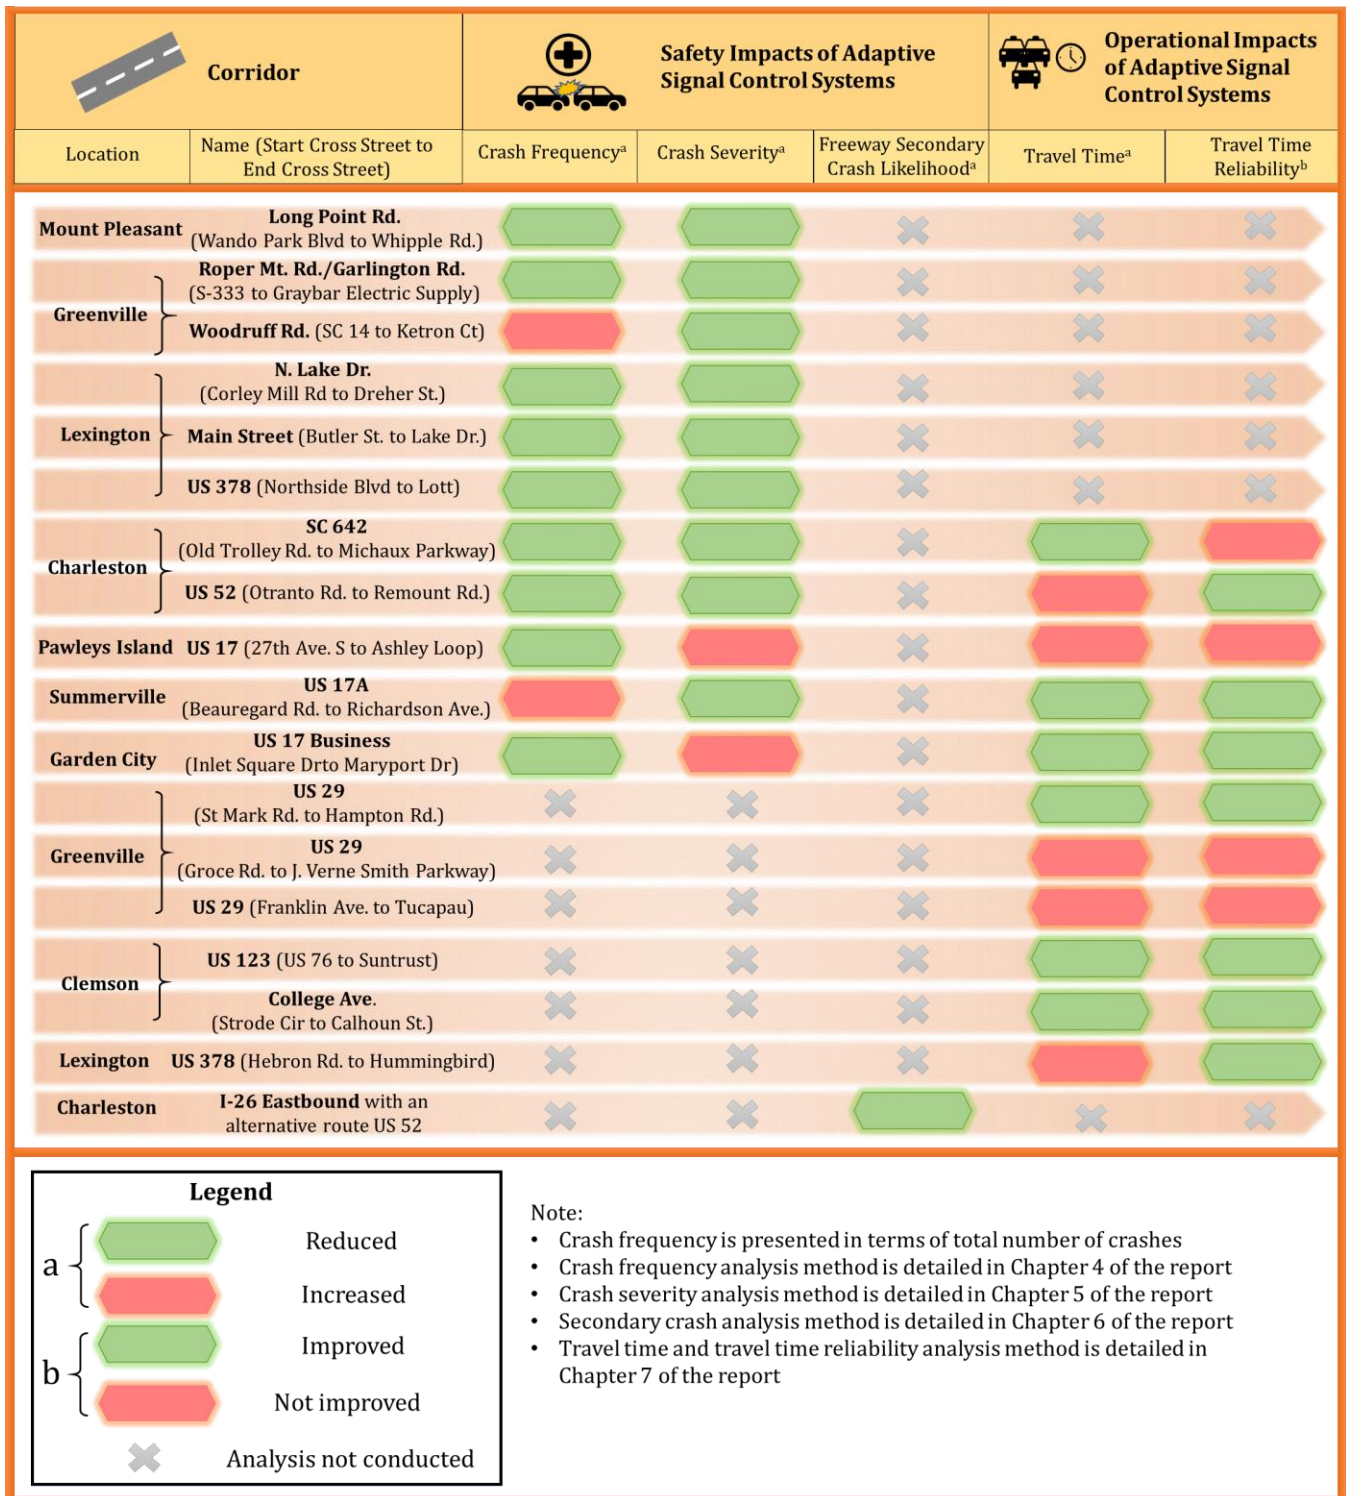 Corridor
Safety Impacts of Adaptive
Signal Control Systems
Operational Impacts
of Adaptive Signal
Control Systems
Location
Name (Start Cross Street to
End Cross Street)
Crash Frequencyᵃ
Crash Severityᵃ
Freeway Secondary
Crash Likelihoodᵃ
Travel Timeᵃ
Travel Time
Reliabilityᵇ
Mount Pleasant
Long Point Rd.
(Wando Park Blvd to Whipple Rd.)
Greenville
Roper Mt. Rd./Garlington Rd.
(S-333 to Graybar Electric Supply)
Woodruff Rd. (SC 14 to Ketron Ct)
Lexington
N. Lake Dr.
(Corley Mill Rd to Dreher St.)
Main Street (Butler St. to Lake Dr.)
US 378 (Northside Blvd to Lott)
Charleston
SC 642
(Old Trolley Rd. to Michaux Parkway)
US 52 (Otranto Rd. to Remount Rd.)
Pawleys Island US 17 (27th Ave. S to Ashley Loop)
Summerville
US 17A
(Beauregard Rd. to Richardson Ave.)
Garden City
US 17 Business
(Inlet Square Drto Maryport Dr)
Greenville
US 29
(St Mark Rd. to Hampton Rd.)
US 29
(Groce Rd. to J. Verne Smith Parkway)
US 29 (Franklin Ave. to Tucapau)
Clemson
US 123 (US 76 to Suntrust)
College Ave.
(Strode Cir to Calhoun St.)
Lexington US 378 (Hebron Rd. to Hummingbird)
Charleston
I-26 Eastbound with an
alternative route US 52
Legend
a
Reduced
Increased
b
Improved
Not improved
Analysis not conducted
Note:
• Crash frequency is presented in terms of total number of crashes
• Crash frequency analysis method is detailed in Chapter 4 of the report
• Crash severity analysis method is detailed in Chapter 5 of the report
• Secondary crash analysis method is detailed in Chapter 6 of the report
• Travel time and travel time reliability analysis method is detailed in
Chapter 7 of the report